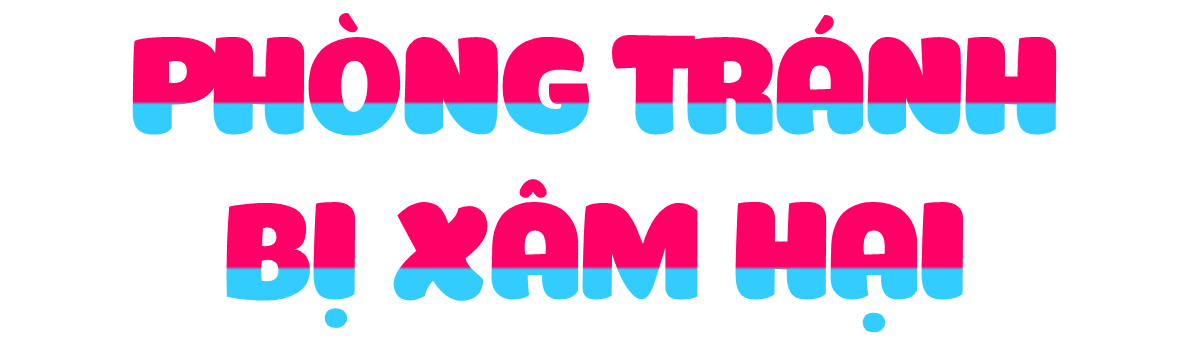 PHÒNG TRÁNH
BỊ XÂM HẠI